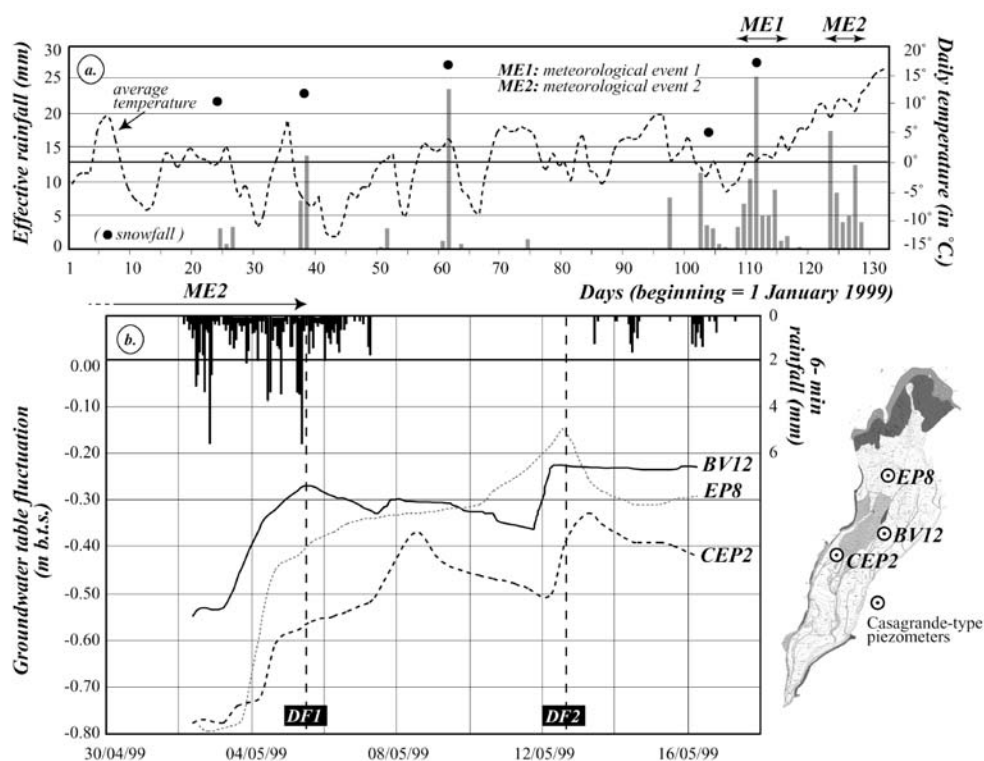 ME1 ME2
Effective rainfall (mm)
30
25
20
15
10
5
0
a.
average
temperature
ME1: meteorological event 1
ME2: meteorological event 2
( ● snowfall )
20°
15°
10°
5°
0°
-5°
-10°
-15°
Daily temperature (in °C.)
1 10 20 30 40 50 60 70 80 90 100 110 120 130
Days (beginning = 1 January 1999)
ME2
b.
Groundwater table fluctuation
(m b.t.s.)
0.00
-0.10
-0.20
-0.30
-0.40
-0.50
-0.60
-0.70
-0.80
0
2
4
6
6- min
rainfall (mm)
BV12
EP8
CEP2
DF1 DF2
30/04/99 04/05/99 08/05/99 12/05/99 16/05/99
EP8
BV12
CEP2
Casagrande-type
piezometers